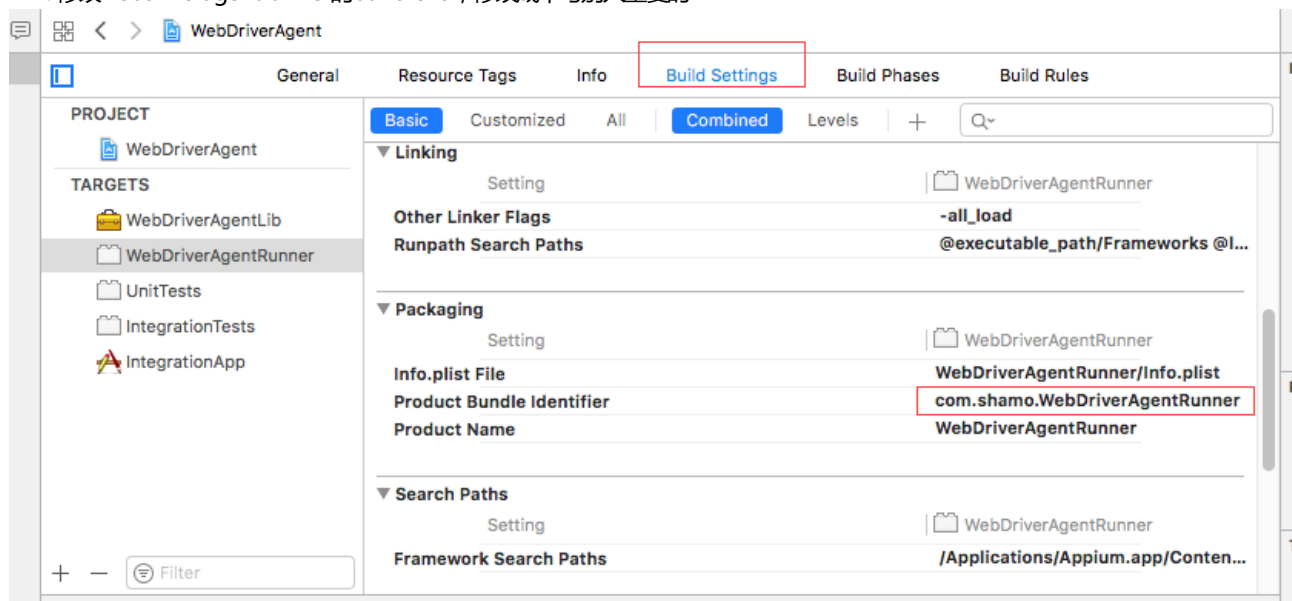 WebDriverAgent
General Resource Tags Info Build Settings Build Phases Build Rules
PROJECT
WebDriverAgent
TARGETS
WebDriverAgentLib
WebDriverAgentRunner
UnitTests
IntegrationTests
IntegrationApp
Filter
Basic Customized All Combined Levels +
Linking
Setting WebDriverAgentRunner
Other Linker Flags -all_load
Runpath Search Paths @executable_path/Frameworks @l...
Packaging
Setting WebDriverAgentRunner
Info.plist File WebDriverAgentRunner/Info.plist
Product Bundle Identifier com.shamo.WebDriverAgentRunner
Product Name WebDriverAgentRunner
Search Paths
Setting WebDriverAgentRunner
Framework Search Paths /Applications/Appium.app/Conten...